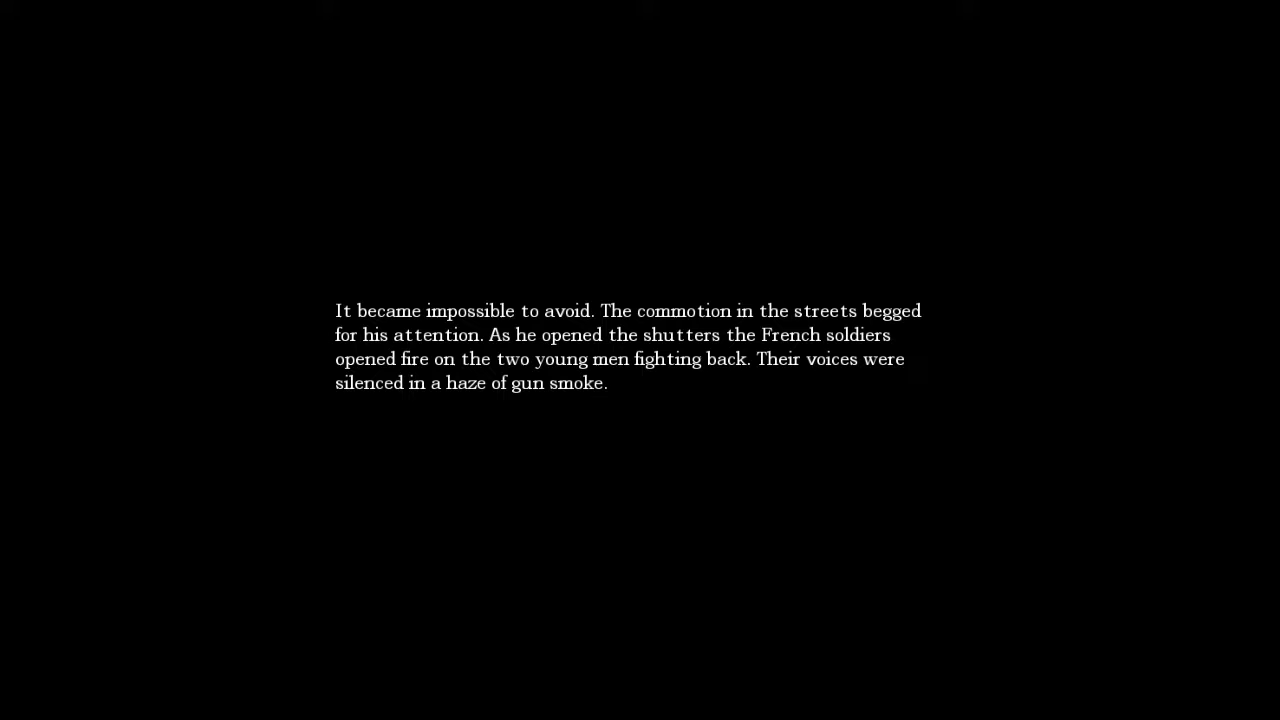 It became impossible to avoid. The commotion in the streets begged
for his attention. As he opened the shutters the French soldiers
opened fire on the two young men fighting back. Their voices were
silenced in a haze of gun smoke.